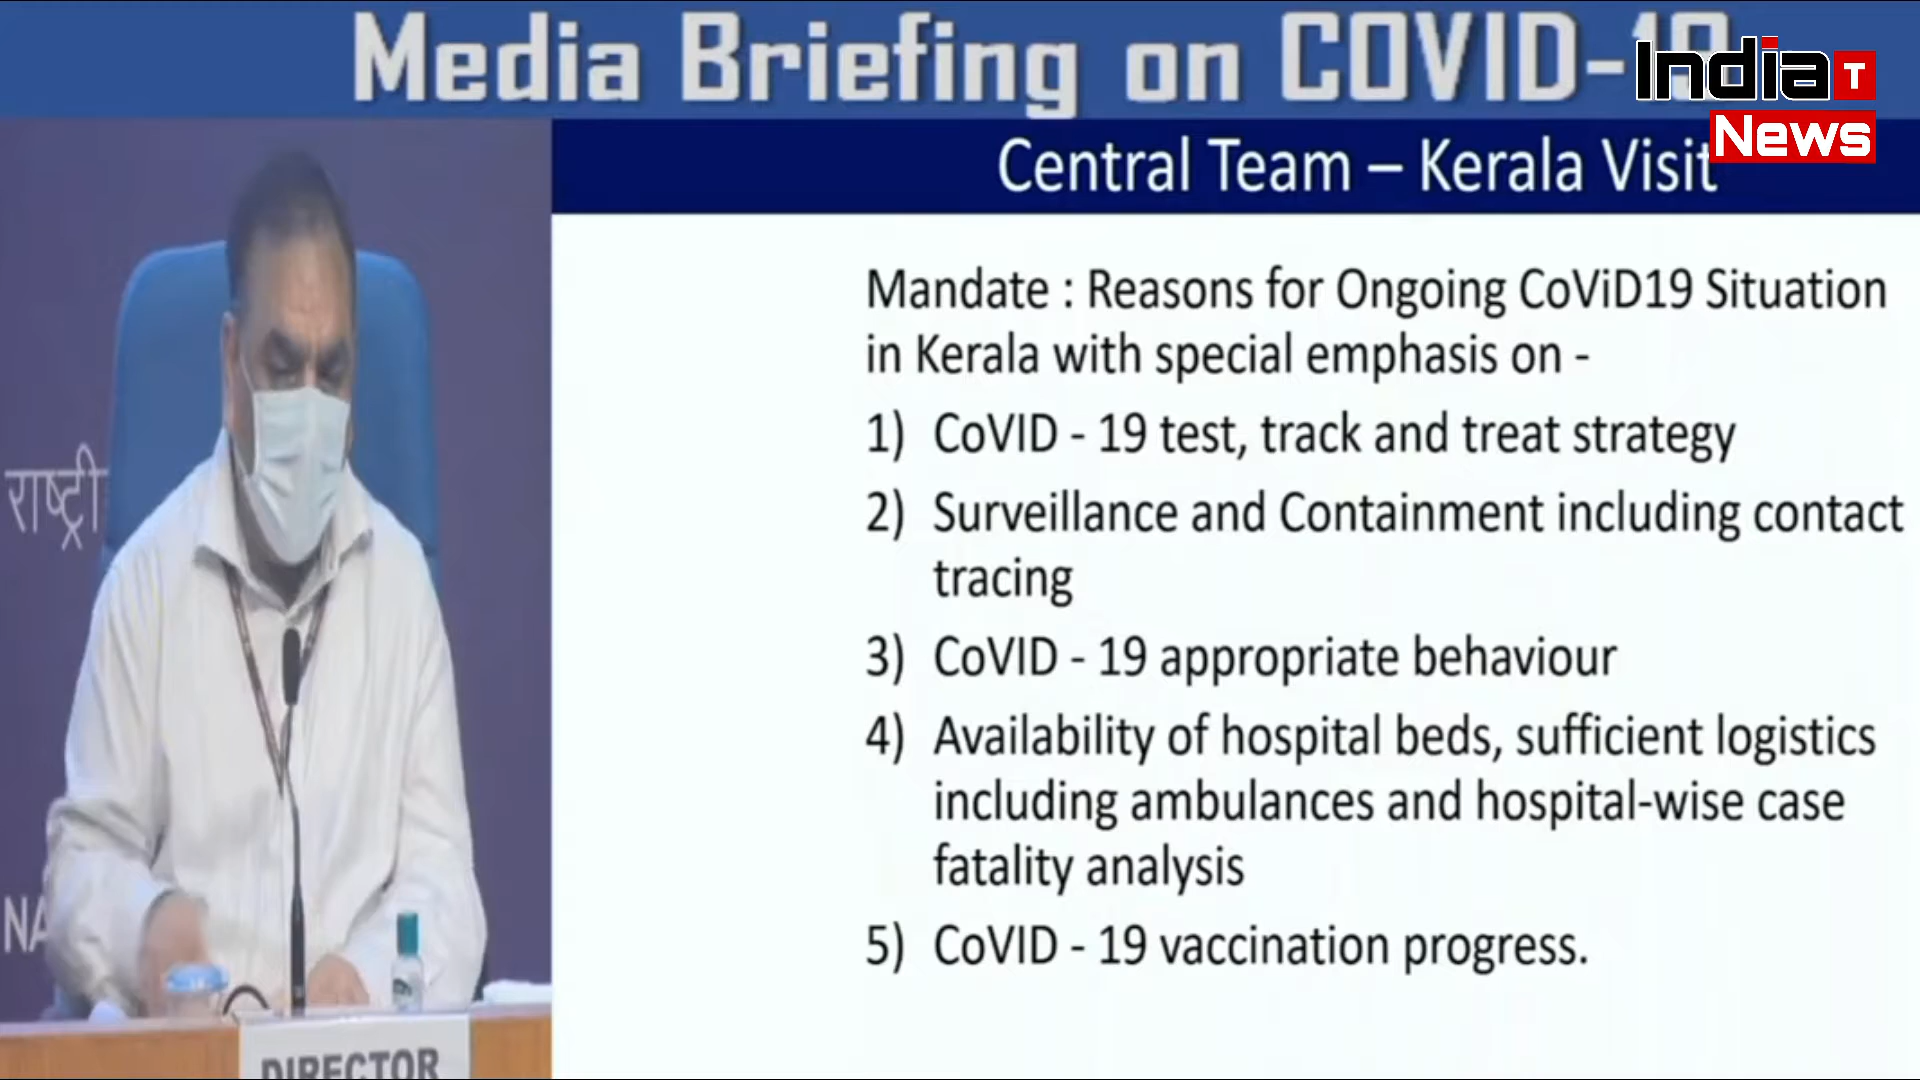 Media Briefing on COVID-19
India T
News
Central Team – Kerala Visit
Mandate : Reasons for Ongoing CoViD19 Situation
in Kerala with special emphasis on -
1) CoVID - 19 test, track and treat strategy
2) Surveillance and Containment including contact
tracing
3) CoVID - 19 appropriate behaviour
4) Availability of hospital beds, sufficient logistics
including ambulances and hospital-wise case
fatality analysis
5) CoVID - 19 vaccination progress.
राष्ट्री
NA
DIRECTOR